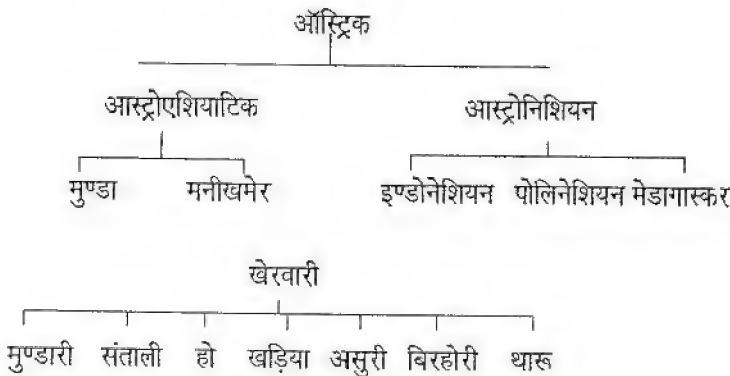 ऑस्ट्रिक
आस्ट्रोएशियाटिक आस्ट्रोनिशियन
मुण्डा मनीखमेर इण्डोनेशियन पोलिनेशियन मेडागास्कर
खेरवारी
मुण्डारी संताली हो खड़िया असुरी बिरहोरी थारू